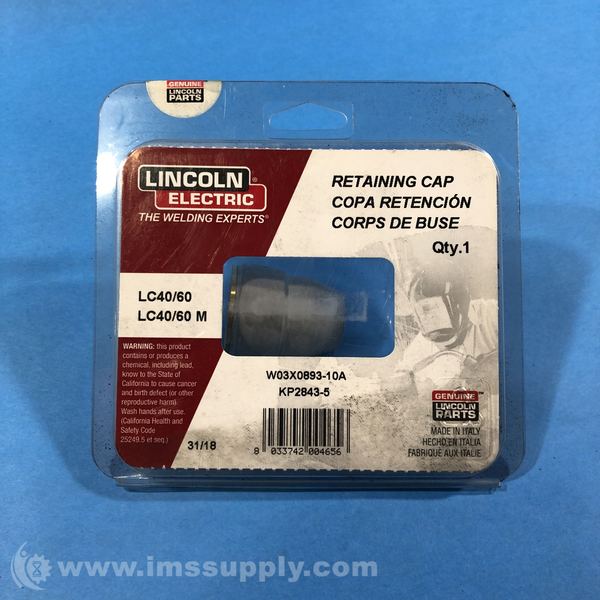 GENUINE
LINCOLN
PARTS
LINCOLN
ELECTRIC
THE WELDING EXPERTS®
RETAINING CAP
COPA RETENCIÓN
CORPS DE BUSE
Qty.1
LC40/60
LC40/60 M
WARNING: this product
contains or produces a
chemical, including lead,
know to the State of
California to cause cancer
and birth defect (or other
reproductive harm)
Wash hands after use.
(California Health and
Safety Code
25249.5 et seq.)
31/18
W03X0893-10A
KP2843-5
8 033742 004656
GENUINE
LINCOLN
PARTS
MADE IN ITALY
HECHO EN ITALIA
FABRIQUÉ AUX ITALIE
www.imssupply.com